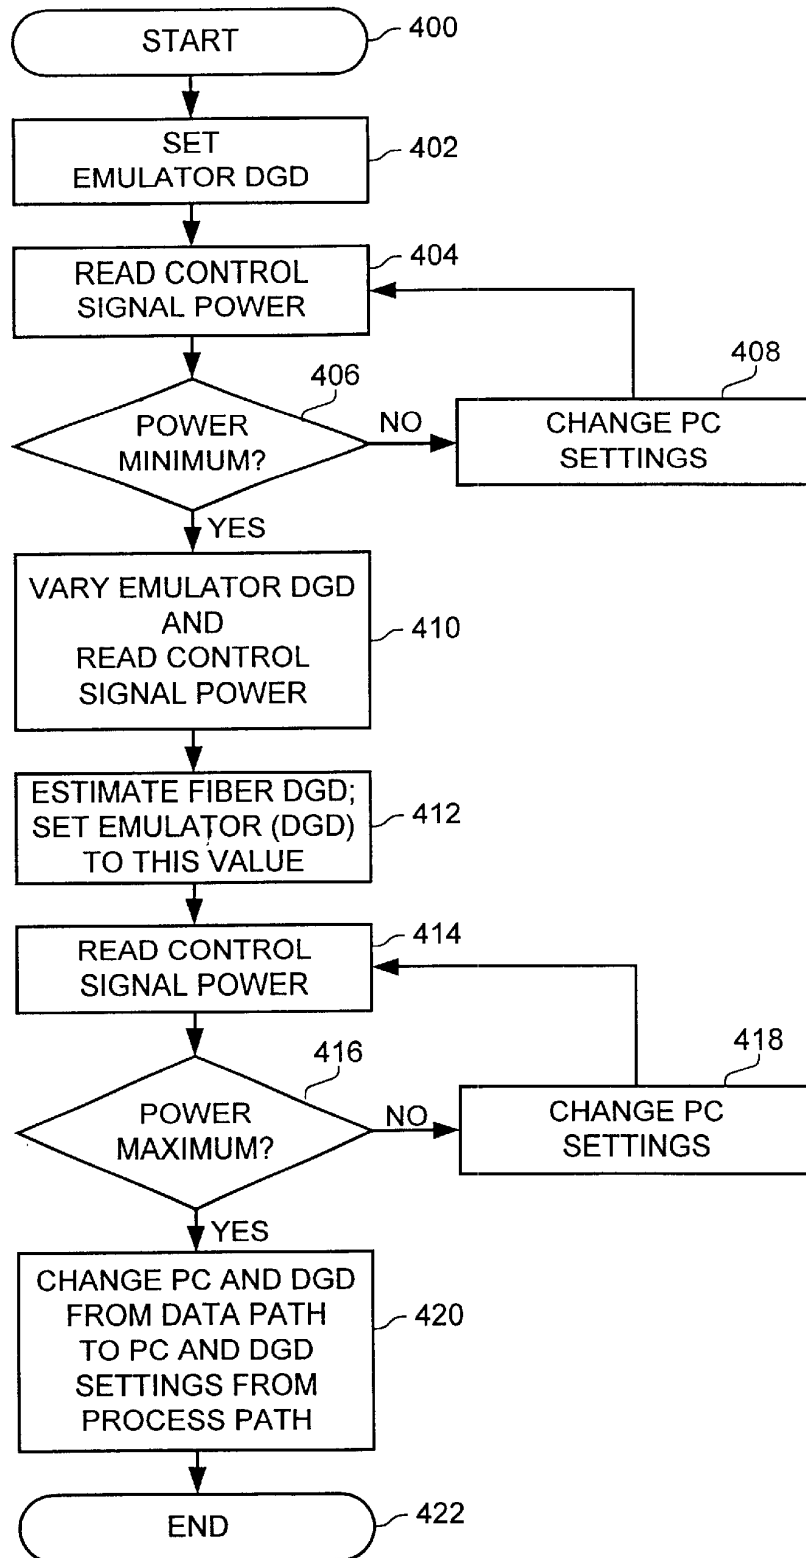 START
400
SET
EMULATOR DGD
402
READ CONTROL
SIGNAL POWER
404
POWER
MINIMUM?
406
NO
CHANGE PC
SETTINGS
408
YES
VARY EMULATOR DGD
AND
READ CONTROL
SIGNAL POWER
410
ESTIMATE FIBER DGD;
SET EMULATOR (DGD)
TO THIS VALUE
412
READ CONTROL
SIGNAL POWER
414
POWER
MAXIMUM?
416
NO
CHANGE PC
SETTINGS
418
YES
CHANGE PC AND DGD
FROM DATA PATH
TO PC AND DGD
SETTINGS FROM
PROCESS PATH
420
END
422